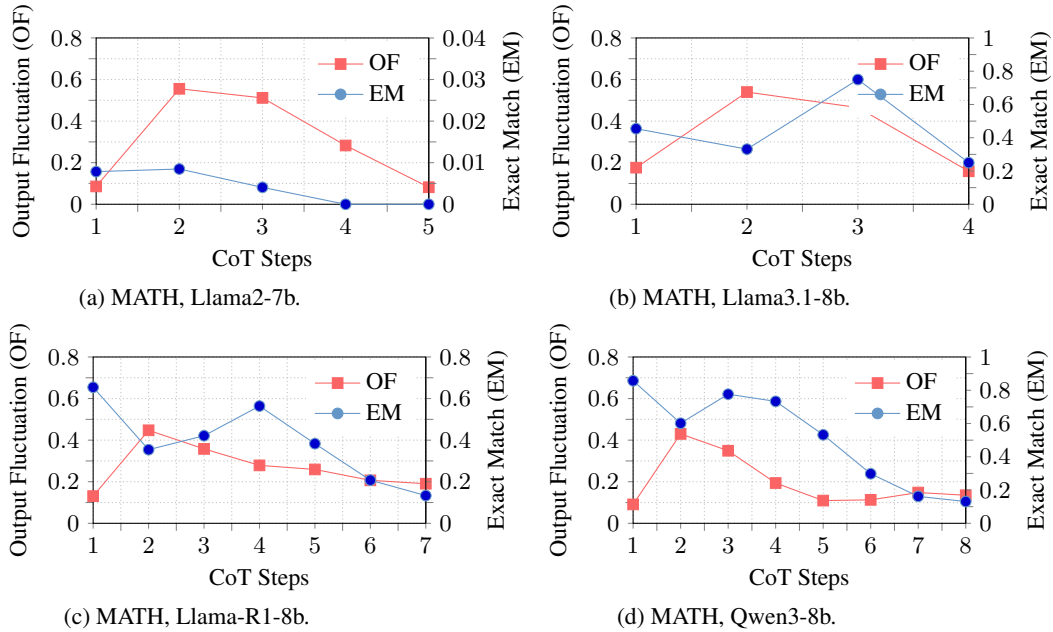 Output Fluctuation (OF)
0.8
0.6
0.4
0.2
0
1 2 3 4 5
CoT Steps
0.04
0.03
0.02
0.01
0
Exact Match (EM)
OF
EM
(a) MATH, Llama2-7b.
Output Fluctuation (OF)
0.8
0.6
0.4
0.2
0
1 2 3 4
CoT Steps
1
0.8
0.6
0.4
0.2
0
Exact Match (EM)
OF
EM
(b) MATH, Llama3.1-8b.
Output Fluctuation (OF)
0.8
0.6
0.4
0.2
0
1 2 3 4 5 6 7
CoT Steps
0.8
0.6
0.4
0.2
0
Exact Match (EM)
OF
EM
(c) MATH, Llama-R1-8b.
Output Fluctuation (OF)
0.8
0.6
0.4
0.2
0
1 2 3 4 5 6 7 8
CoT Steps
1
0.8
0.6
0.4
0.2
0
Exact Match (EM)
OF
EM
(d) MATH, Qwen3-8b.